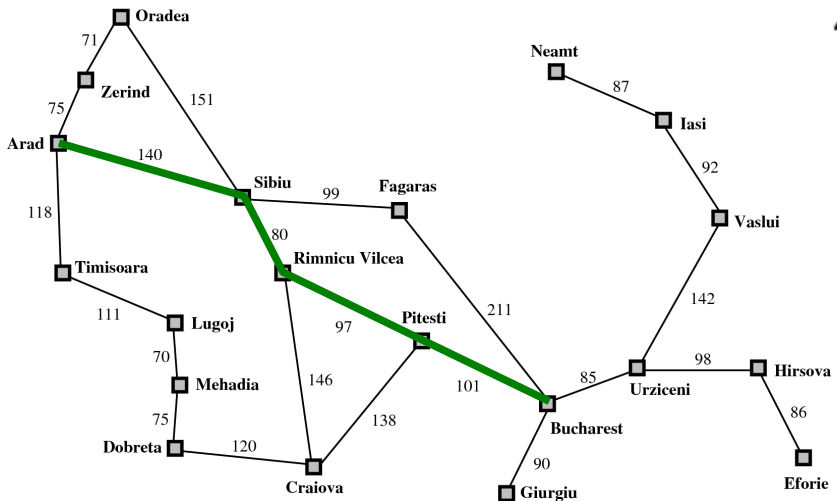 Oradea
71
Neamt
Zerind
87
75
151
Iasi
Arad
140
92
Sibiu
99
Fagaras
118
80
Vaslui
Timisoara
Rimnicu Vilcea
111
211
142
Lugoj
97
Pitesti
70
98
Hirsova
146
101
85
Mehadia
Urziceni
75
138
86
Bucharest
Dobreta
120
90
Craiova
Eforie
Giurgiu